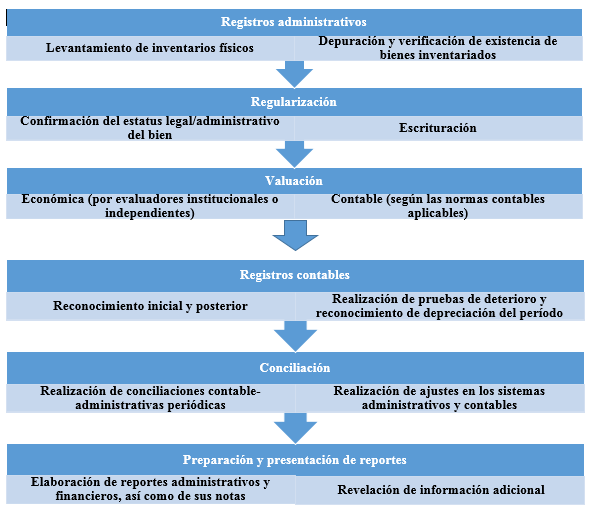 Registros administrativos
Levantamiento de inventarios físicos
Depuración y verificación de existencia de
bienes inventariados
Regularización
Confirmación del estatus legal/administrativo
del bien
Escrituración
Valuación
Económica (por evaluadores institucionales o
independientes)
Contable (según las normas contables
aplicables)
Registros contables
Reconocimiento inicial y posterior
Realización de pruebas de deterioro y
reconocimiento de depreciación del período
Conciliación
Realización de conciliaciones contable-
administrativas periódicas
Realización de ajustes en los sistemas
administrativos y contables
Preparación y presentación de reportes
Elaboración de reportes administrativos y
financieros, así como de sus notas
Revelación de información adicional